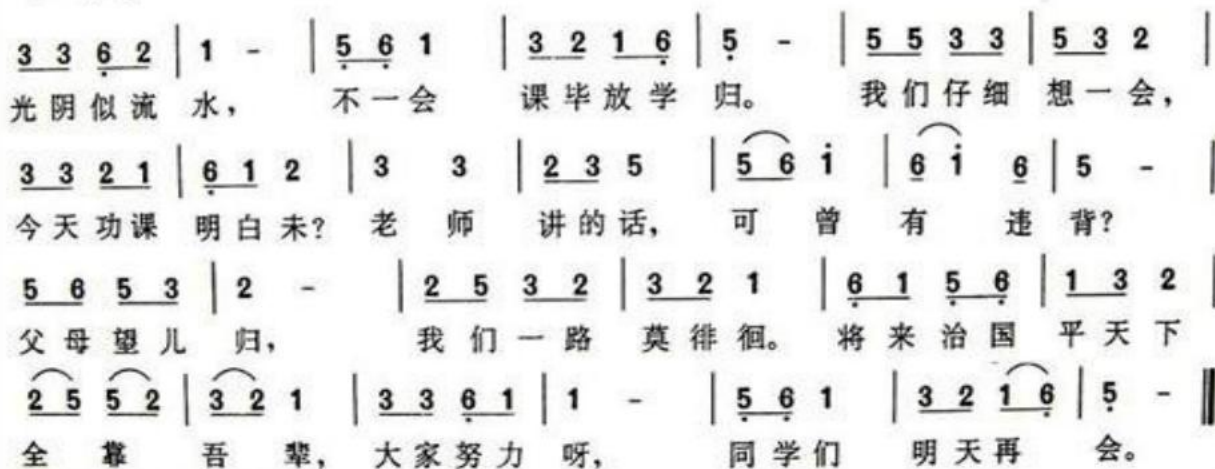 3 3 6̣ 2 | 1 - | 5̣ 6̣ 1 | 3 2 1 6̣ | 5̣ - | 5 5 3 3 | 5 3 2 |
光阴似流 水， 不一会 课毕放学 归。 我们仔细 想一会，
3 3 2 1 | 6̣ 1 2 | 3 3 | 2 3 5 | 5 6 1̇ | 6 1̇ 6 | 5 - |
今天功课 明白未？ 老 师 讲的话， 可 曾 有 违 背？
5 6 5 3 | 2 - | 2 5 3 2 | 3 2 1 | 6̣ 1 5̣ 6̣ | 1 3 2 |
父母望儿 归， 我们一路 莫徘徊。 将来治国 平天下
2 5 5 2 | 3 2 1 | 3 3 6̣ 1 | 1 - | 5̣ 6̣ 1 | 3 2 1 6̣ | 5̣ - ‖
全 靠 吾 辈， 大家努力 呀， 同学们 明天再 会。